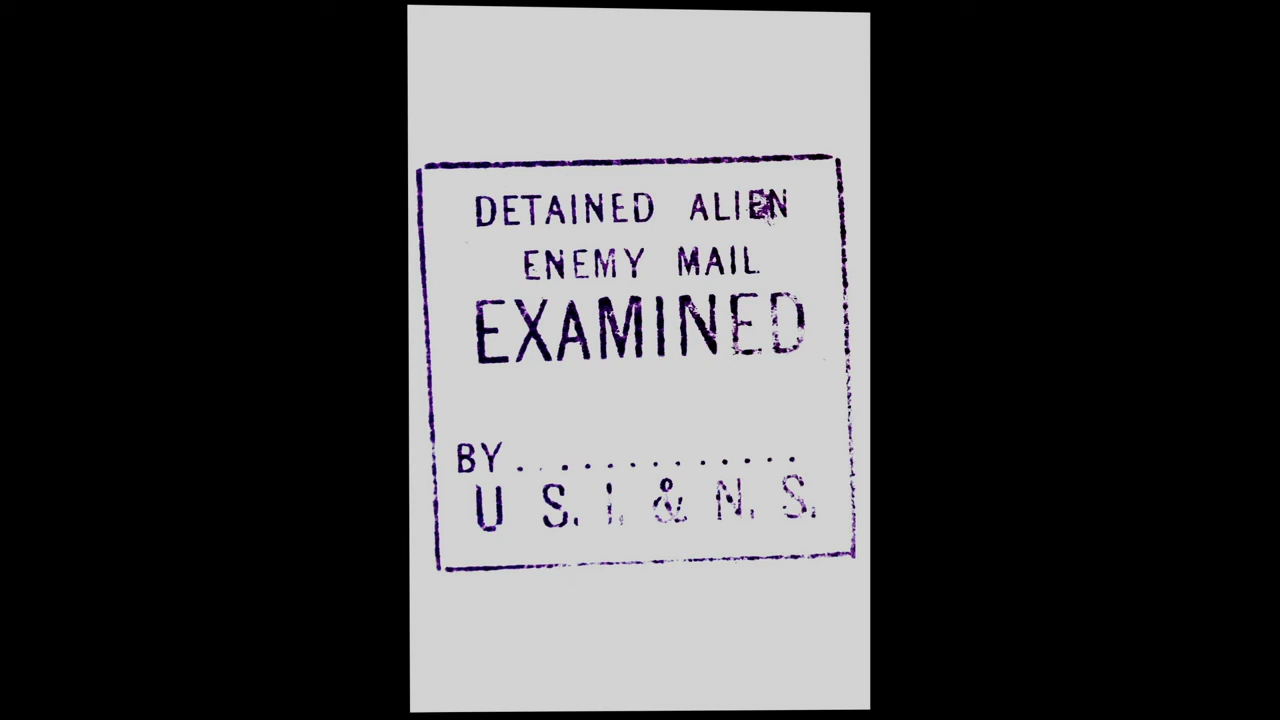 DETAINED ALIEN
ENEMY MAIL
EXAMINED
BY.............
U S. I. & N. S.